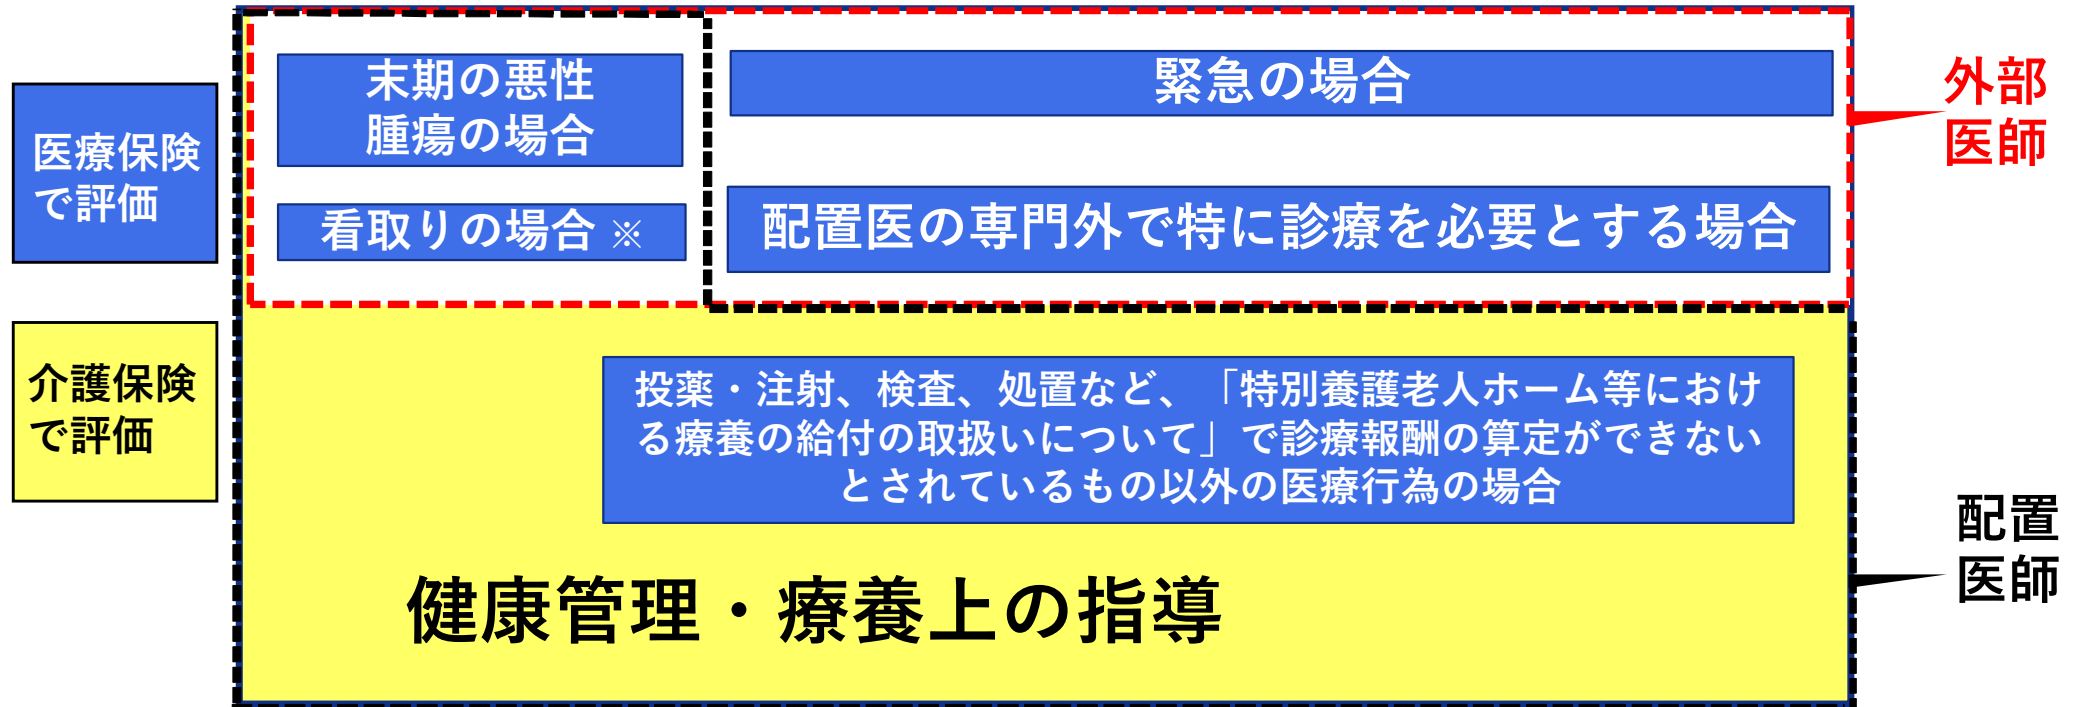 医療保険
で評価
介護保険
で評価
末期の悪性
腫瘍の場合
看取りの場合 ※
緊急の場合
配置医の専門外で特に診療を必要とする場合
投薬・注射、検査、処置など、「特別養護老人ホーム等におけ
る療養の給付の取扱いについて」で診療報酬の算定ができない
とされているもの以外の医療行為の場合
健康管理・療養上の指導
外部
医師
配置
医師